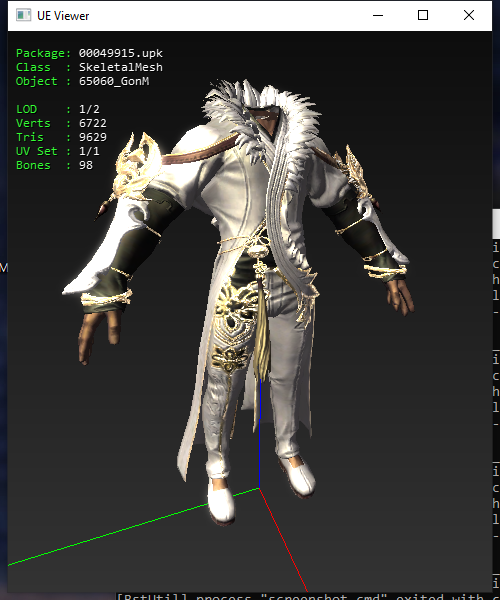 UE Viewer
Package: 00049915.upk
Class  : SkeletalMesh
Object : 65060_GonM
LOD    : 1/2
Verts  : 6722
Tris   : 9629
UV Set : 1/1
Bones  : 98
M
i
c
h
l
-
i
c
h
l
-
i
c
h
l
-
i
[BstUtil] process "screenshot.cmd" exited with c